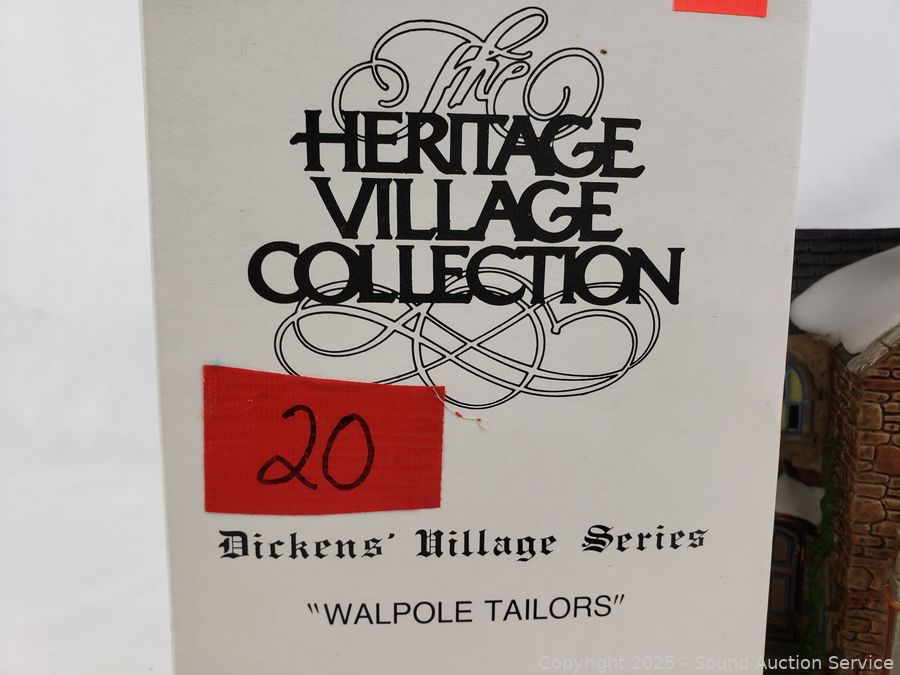 The
HERITAGE
VILLAGE
COLLECTION
20
Dickens' Village Series
"WALPOLE TAILORS"
Copyright 2025 - Sound Auction Service